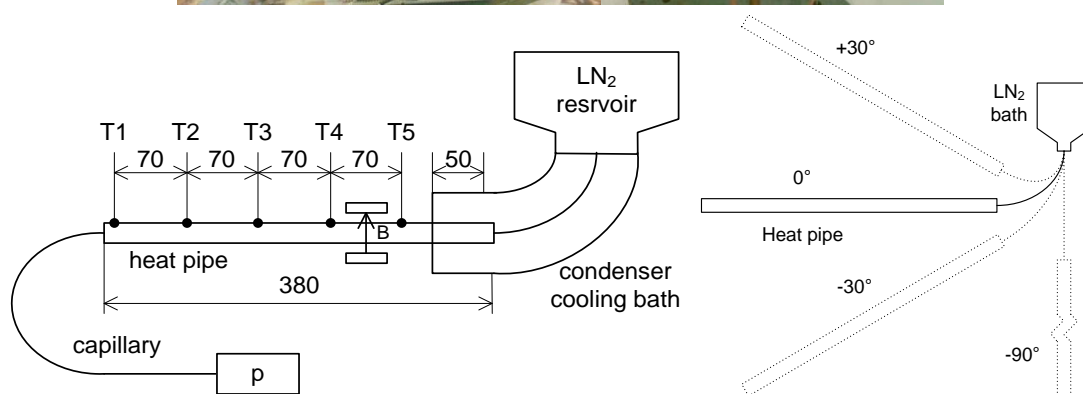 LN2
resrvoir
T1 T2 T3 T4 T5
70 70 70 70 50
B
heat pipe
380
condenser
cooling bath
capillary
p
+30°
LN2
bath
0°
Heat pipe
-30°
-90°